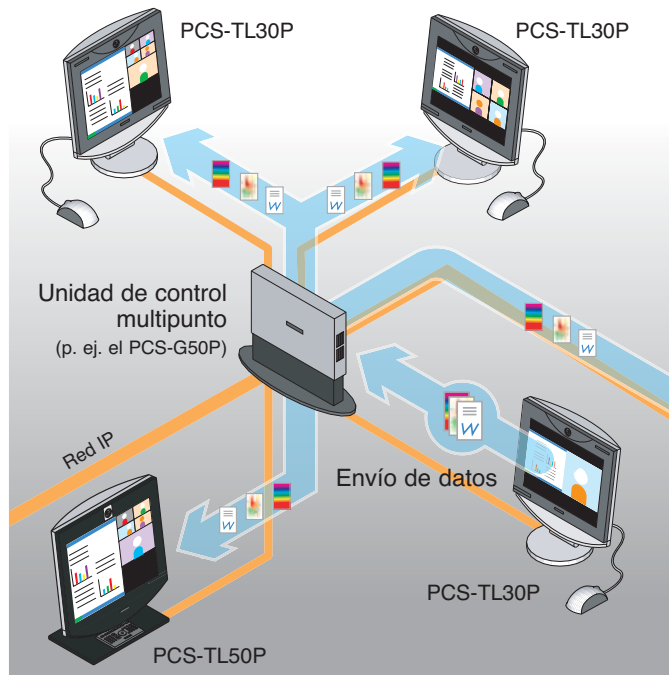 PCS-TL30P
PCS-TL30P
Unidad de control
multipunto
(p. ej. el PCS-G50P)
Red IP
Envío de datos
PCS-TL30P
PCS-TL50P